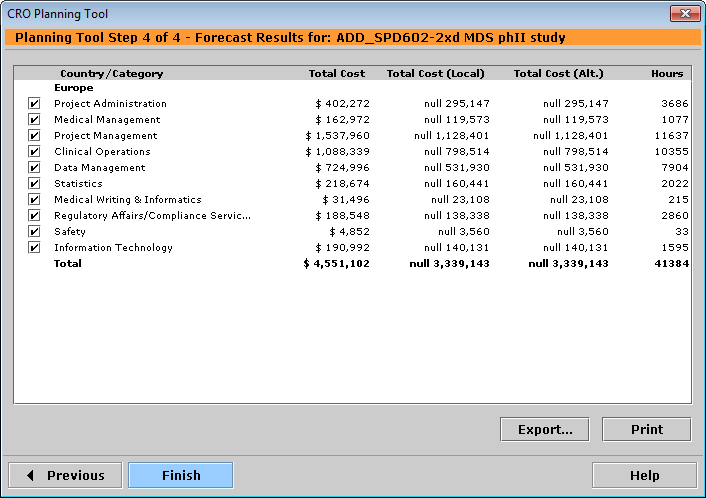 CRO Planning Tool
Planning Tool Step 4 of 4 - Forecast Results for: ADD_SPD602-2xd MDS phII study
Country/Category Total Cost Total Cost (Local) Total Cost (Alt.) Hours
Europe
Project Administration $ 402,272 null 295,147 null 295,147 3686
Medical Management $ 162,972 null 119,573 null 119,573 1077
Project Management $ 1,537,960 null 1,128,401 null 1,128,401 11637
Clinical Operations $ 1,088,339 null 798,514 null 798,514 10355
Data Management $ 724,996 null 531,930 null 531,930 7904
Statistics $ 218,674 null 160,441 null 160,441 2022
Medical Writing & Informatics $ 31,496 null 23,108 null 23,108 215
Regulatory Affairs/Compliance Servic... $ 188,548 null 138,338 null 138,338 2860
Safety $ 4,852 null 3,560 null 3,560 33
Information Technology $ 190,992 null 140,131 null 140,131 1595
Total $ 4,551,102 null 3,339,143 null 3,339,143 41384
Export... Print
Previous Finish Help